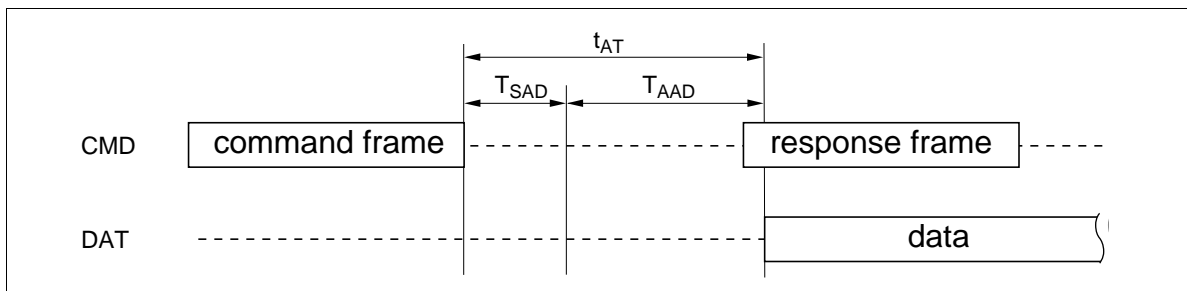 tAT
TSAD TAAD
CMD command frame response frame
DAT data